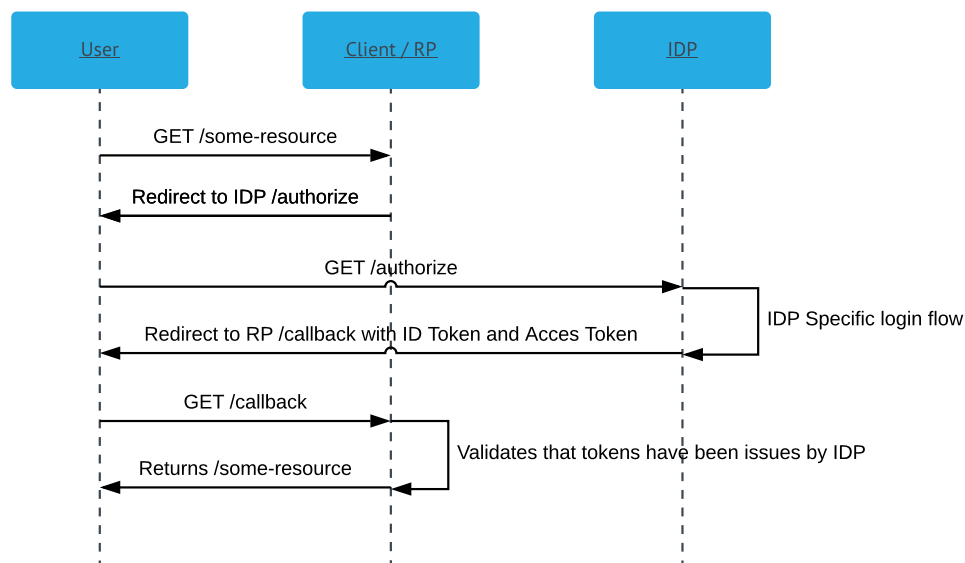 User
Client / RP
IDP
GET /some-resource
Redirect to IDP /authorize
GET /authorize
IDP Specific login flow
Redirect to RP /callback with ID Token and Acces Token
GET /callback
Validates that tokens have been issues by IDP
Returns /some-resource